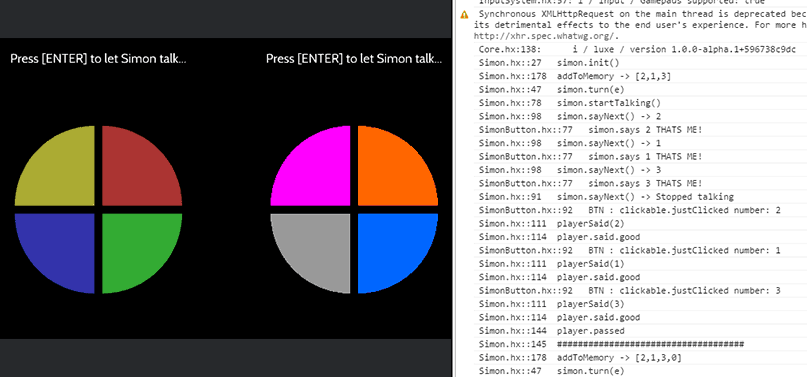 Press [ENTER] to let Simon talk...
Press [ENTER] to let Simon talk...
InputSystem.hx:57: i / input / Gamepads supported: true
Synchronous XMLHttpRequest on the main thread is deprecated bec
its detrimental effects to the end user's experience. For more h
http://xhr.spec.whatwg.org/.
Core.hx:138: i / luxe / version 1.0.0-alpha.1+596738c9dc
Simon.hx::27 simon.init()
Simon.hx::178 addToMemory -> [2,1,3]
Simon.hx::47 simon.turn(e)
Simon.hx::78 simon.startTalking()
Simon.hx::98 simon.sayNext() -> 2
SimonButton.hx::77 simon.says 2 THATS ME!
Simon.hx::98 simon.sayNext() -> 1
SimonButton.hx::77 simon.says 1 THATS ME!
Simon.hx::98 simon.sayNext() -> 3
SimonButton.hx::77 simon.says 3 THATS ME!
Simon.hx::91 simon.sayNext() -> Stopped talking
SimonButton.hx::92 BTN : clickable.justClicked number: 2
Simon.hx::111 playerSaid(2)
Simon.hx::114 player.said.good
SimonButton.hx::92 BTN : clickable.justClicked number: 1
Simon.hx::111 playerSaid(1)
Simon.hx::114 player.said.good
SimonButton.hx::92 BTN : clickable.justClicked number: 3
Simon.hx::111 playerSaid(3)
Simon.hx::114 player.said.good
Simon.hx::144 player.passed
Simon.hx::145 ####################################
Simon.hx::178 addToMemory -> [2,1,3,0]
Simon.hx::47 simon.turn(e)